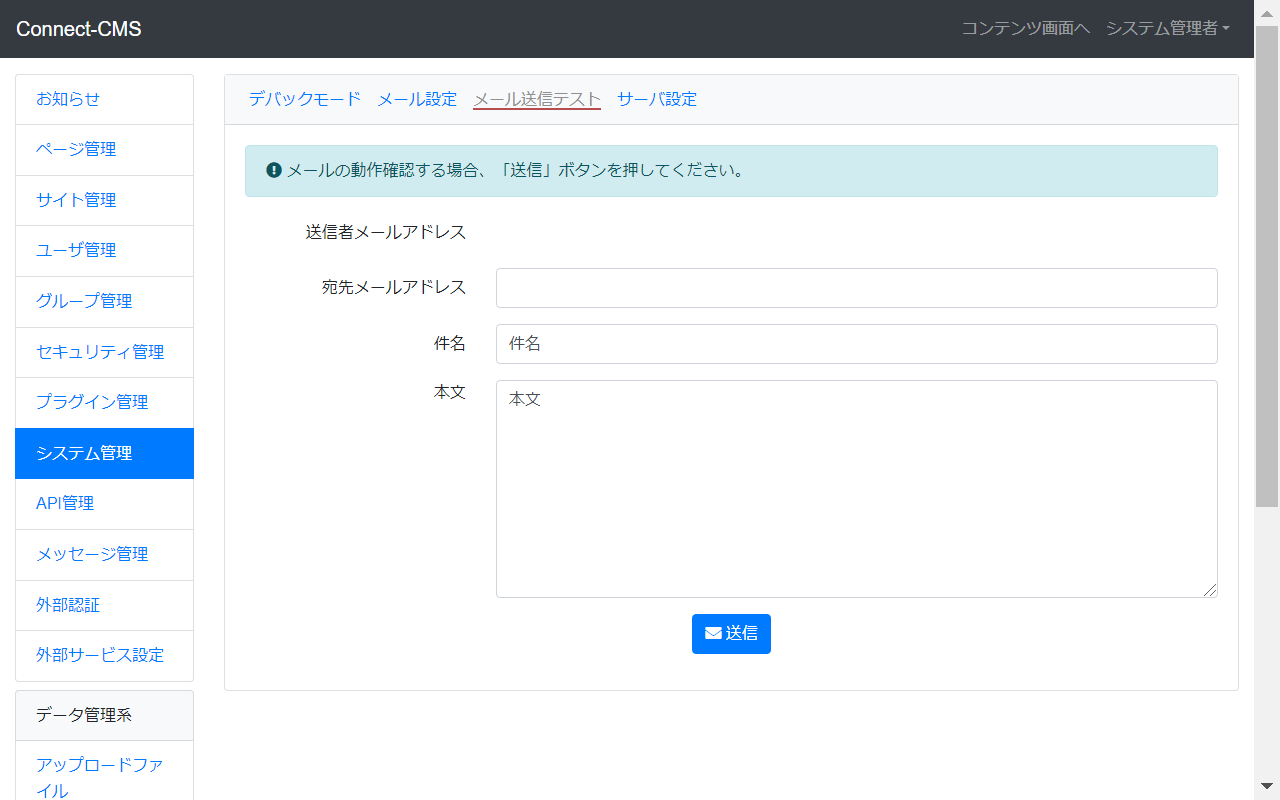 Connect-CMS
コンテンツ画面へ システム管理者
お知らせ
ページ管理
サイト管理
ユーザ管理
グループ管理
セキュリティ管理
プラグイン管理
システム管理
API管理
メッセージ管理
外部認証
外部サービス設定
データ管理系
アップロードファ
イル
デバックモード メール設定 メール送信テスト サーバ設定
メールの動作確認する場合、「送信」ボタンを押してください。
送信者メールアドレス
宛先メールアドレス
件名 件名
本文 本文
送信